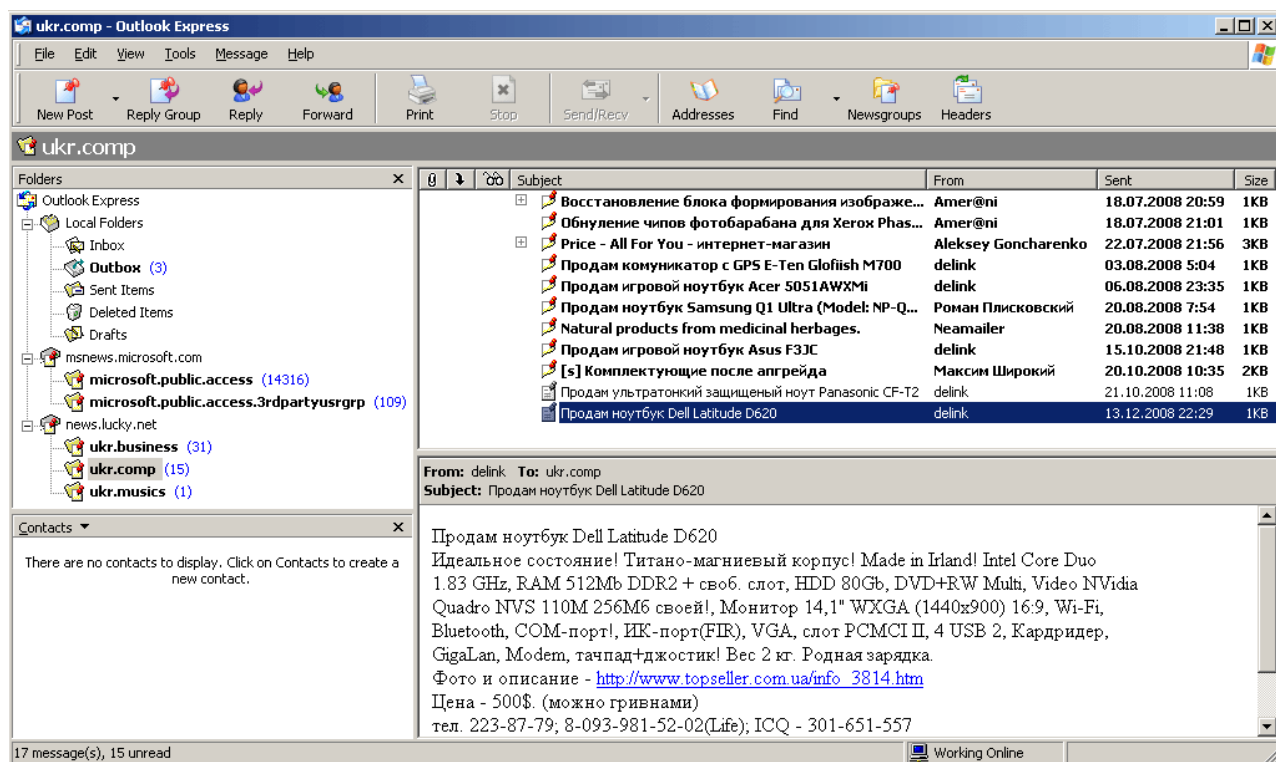 ukr.comp - Outlook Express
File Edit View Tools Message Help
New Post Reply Group Reply Forward Print Stop Send/Recv Addresses Find Newsgroups Headers
ukr.comp
Folders
Outlook Express
Local Folders
Inbox
Outbox (3)
Sent Items
Deleted Items
Drafts
msnews.microsoft.com
microsoft.public.access (14316)
microsoft.public.access.3rdpartyusrgrp (109)
news.lucky.net
ukr.business (31)
ukr.comp (15)
ukr.musics (1)
Contacts
There are no contacts to display. Click on Contacts to create a
new contact.
Subject From Sent Size
Восстановление блока формирования изображе... Amer@ni 18.07.2008 20:59 1KB
Обнуление чипов фотобарабана для Xerox Phas... Amer@ni 18.07.2008 21:01 1KB
Price - All For You - интернет-магазин Aleksey Goncharenko 22.07.2008 21:56 3KB
Продам комуникатор с GPS E-Ten Glofiish M700 delink 03.08.2008 5:04 1KB
Продам игровой ноутбук Acer 5051AWXMi delink 06.08.2008 23:35 1KB
Продам ноутбук Samsung Q1 Ultra (Model: NP-Q... Роман Плисковский 20.08.2008 7:54 1KB
Natural products from medicinal herbages. Neamailer 20.08.2008 11:38 1KB
Продам игровой ноутбук Asus F3JC delink 15.10.2008 21:48 1KB
[s] Комплектующие после апгрейда Максим Широкий 20.10.2008 10:35 2KB
Продам ультратонкий защищеный ноут Panasonic CF-T2 delink 21.10.2008 11:08 1KB
Продам ноутбук Dell Latitude D620 delink 13.12.2008 22:29 1KB
From: delink To: ukr.comp
Subject: Продам ноутбук Dell Latitude D620
Продам ноутбук Dell Latitude D620
Идеальное состояние! Титано-магниевый корпус! Made in Irland! Intel Core Duo
1.83 GHz, RAM 512Mb DDR2 + своб. слот, HDD 80Gb, DVD+RW Multi, Video NVidia
Quadro NVS 110M 256Мб своей!, Монитор 14,1" WXGA (1440x900) 16:9, Wi-Fi,
Bluetooth, COM-порт!, ИК-порт(FIR), VGA, слот PCMCI II, 4 USB 2, Кардридер,
GigaLan, Modem, тачпад+джостик! Вес 2 кг. Родная зарядка.
Фото и описание - http://www.topseller.com.ua/info_3814.htm
Цена - 500$. (можно гривнами)
тел. 223-87-79; 8-093-981-52-02(Life); ICQ - 301-651-557
17 message(s), 15 unread Working Online